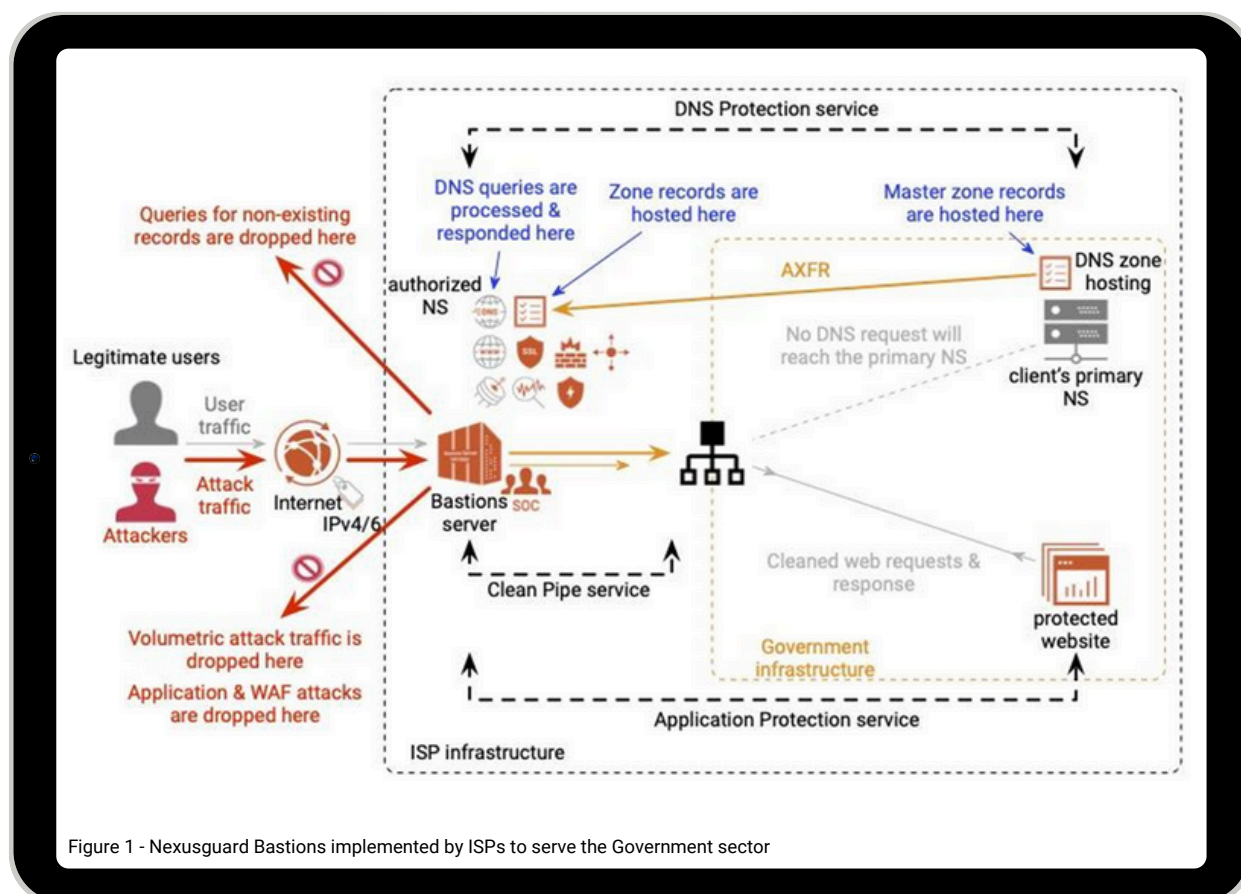 DNS Protection service
DNS queries are
processed &
responded here
Zone records are
hosted here
Master zone records
are hosted here
Queries for non-existing
records are dropped here
authorized
NS
DNS
www
SSL
AXFR
DNS zone
hosting
No DNS request will
reach the primary NS
client's primary
NS
Legitimate users
User
traffic
Attack
traffic
Attackers
Internet
IPv4/6
Bastions
server
SOC
Clean Pipe service
Cleaned web requests &
response
protected
website
Government
infrastructure
Volumetric attack traffic is
dropped here
Application & WAF attacks
are dropped here
Application Protection service
ISP infrastructure
Figure 1 - Nexusguard Bastions implemented by ISPs to serve the Government sector